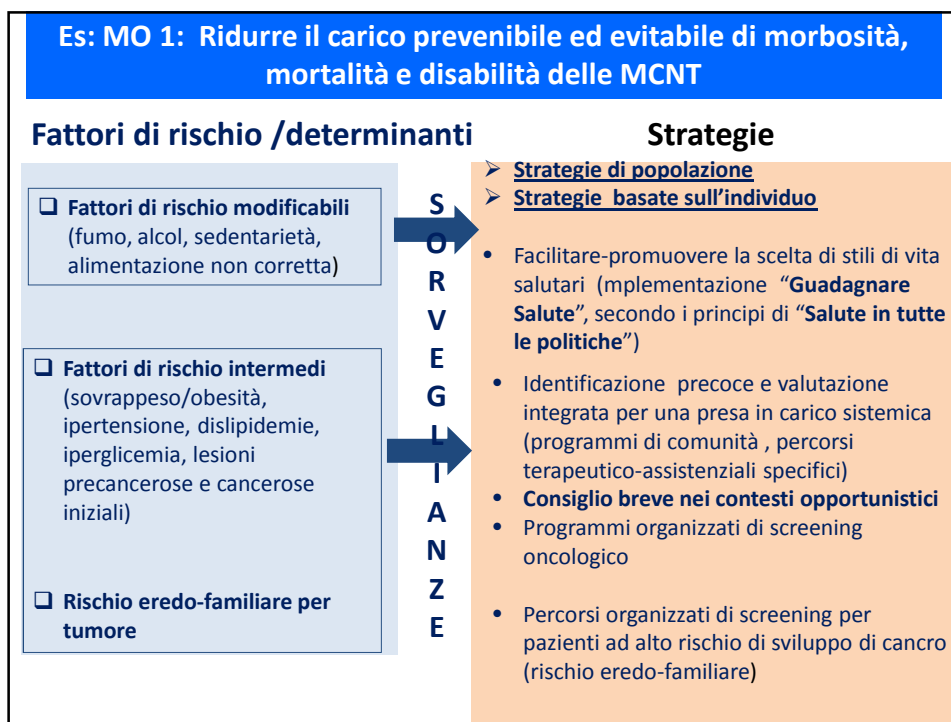 Es: MO 1: Ridurre il carico prevenibile ed evitabile di morbosità,
mortalità e disabilità delle MCNT
Fattori di rischio /determinanti
Strategie
❑ Fattori di rischio modificabili
(fumo, alcol, sedentarietà,
alimentazione non corretta)
❑ Fattori di rischio intermedi
(sovrappeso/obesità,
ipertensione, dislipidemie,
iperglicemia, lesioni
precancerose e cancerose
iniziali)
❑ Rischio eredo-familiare per
tumore
S
O
R
V
E
G
L
I
A
N
Z
E
➢ Strategie di popolazione
➢ Strategie basate sull'individuo
• Facilitare-promuovere la scelta di stili di vita
salutari (mplementazione "Guadagnare
Salute", secondo i principi di "Salute in tutte
le politiche")
• Identificazione precoce e valutazione
integrata per una presa in carico sistemica
(programmi di comunità , percorsi
terapeutico-assistenziali specifici)
• Consiglio breve nei contesti opportunistici
• Programmi organizzati di screening
oncologico
• Percorsi organizzati di screening per
pazienti ad alto rischio di sviluppo di cancro
(rischio eredo-familiare)